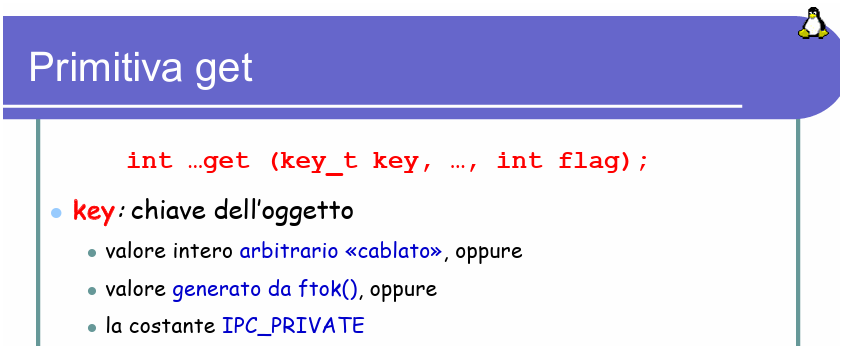 Primitiva get
int …get (key_t key, …, int flag);
key: chiave dell'oggetto
valore intero arbitrario «cablato», oppure
valore generato da ftok(), oppure
la costante IPC_PRIVATE